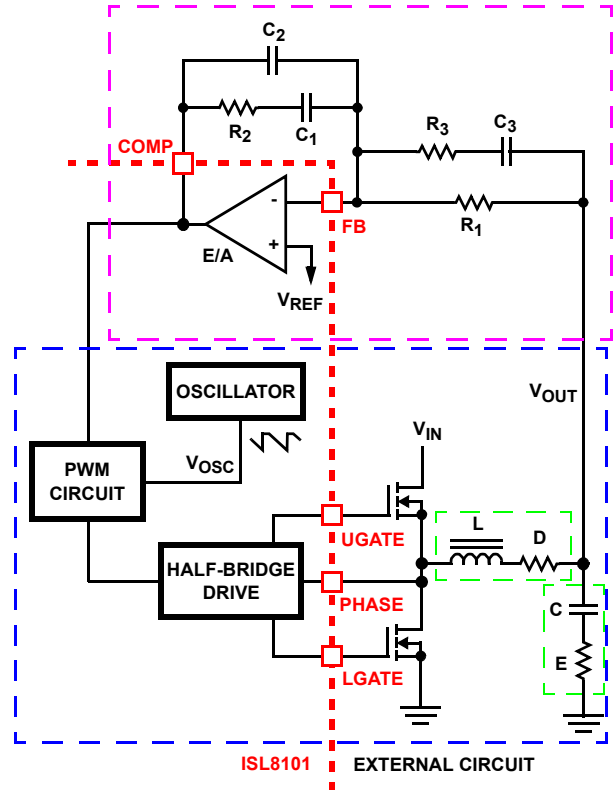 C2
R2
C1
COMP
R3
C3
R1
-
+
FB
E/A
VREF
OSCILLATOR
VOUT
VIN
PWM
CIRCUIT
VOSC
L
D
UGATE
HALF-BRIDGE
DRIVE
PHASE
C
E
LGATE
ISL8101
EXTERNAL CIRCUIT